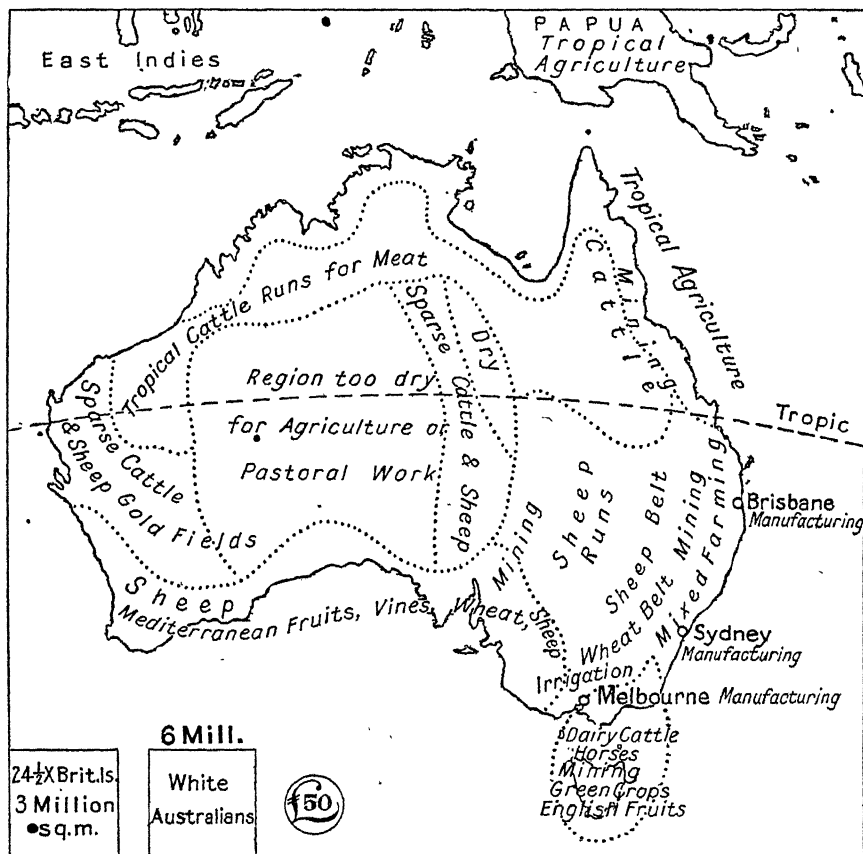 PAPUA
Tropical
Agriculture
East Indies
Tropical Agriculture
Tropical Cattle Runs for Meat
Mining
Cattle
Sparse
Dry
Cattle & Sheep
Region too dry
for Agriculture or
Pastoral Work
Tropic
Sparse Cattle
& Sheep Gold Fields
Sheep
Mediterranean Fruits, Vines, Wheat,
Sheep
Mining
Sheep
Runs
Sheep Belt
Wheat Belt Mining
Mixed Farming
Irrigation
Brisbane
Manufacturing
Sydney
Manufacturing
Melbourne Manufacturing
Dairy Cattle
Horses
Mining
Green Crops
English Fruits
24½XBrit.Is.
3 Million
sq.m.
6 Mill.
White
Australians
£50